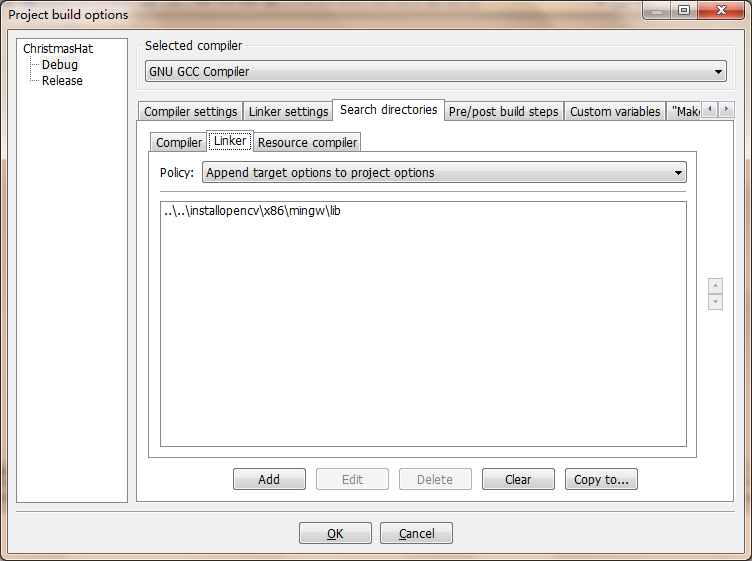 Project build options
ChristmasHat
Debug
Release
Selected compiler
GNU GCC Compiler
Compiler settings Linker settings Search directories Pre/post build steps Custom variables "Make
Compiler Linker Resource compiler
Policy: Append target options to project options
..\..\installopencv\x86\mingw\lib
Add Edit Delete Clear Copy to...
OK Cancel